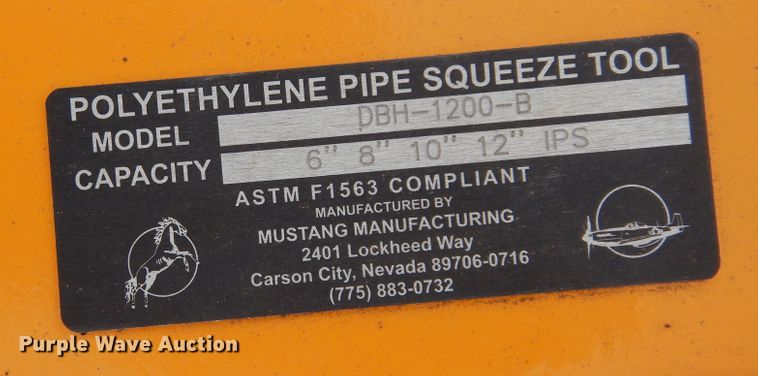 POLYETHYLENE PIPE SQUEEZE TOOL
MODEL DBH-1200-B
CAPACITY 6" 8" 10" 12" IPS
ASTM F1563 COMPLIANT
MANUFACTURED BY
MUSTANG MANUFACTURING
2401 Lockheed Way
Carson City, Nevada 89706-0716
(775) 883-0732
Purple Wave Auction